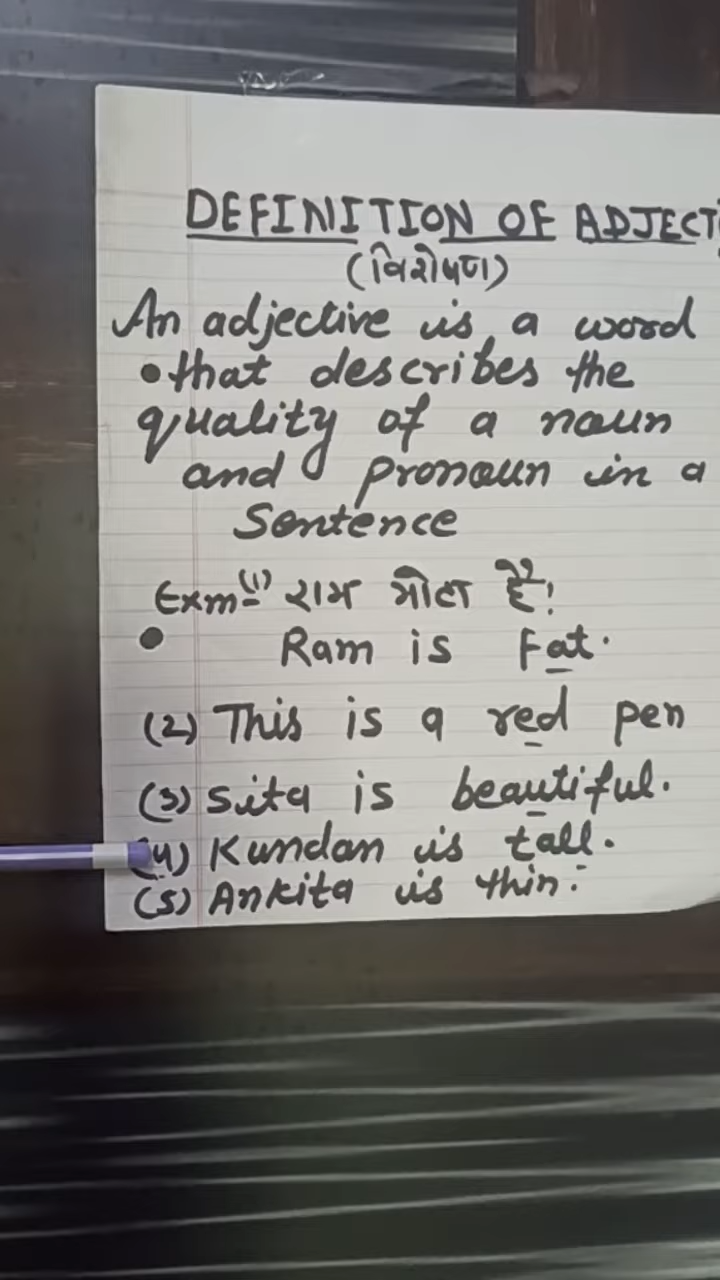 DEFINITION OF ADJECT
(विशेषण)
An adjective is a word
•that describes the
quality of a noun
and pronoun in a
Sentence
Exm(1) राम मोटा है!
• Ram is Fat.
(2) This is a red pen
(3) Sita is beautiful.
(4) Kundan is tall.
(5) Ankita is thin.